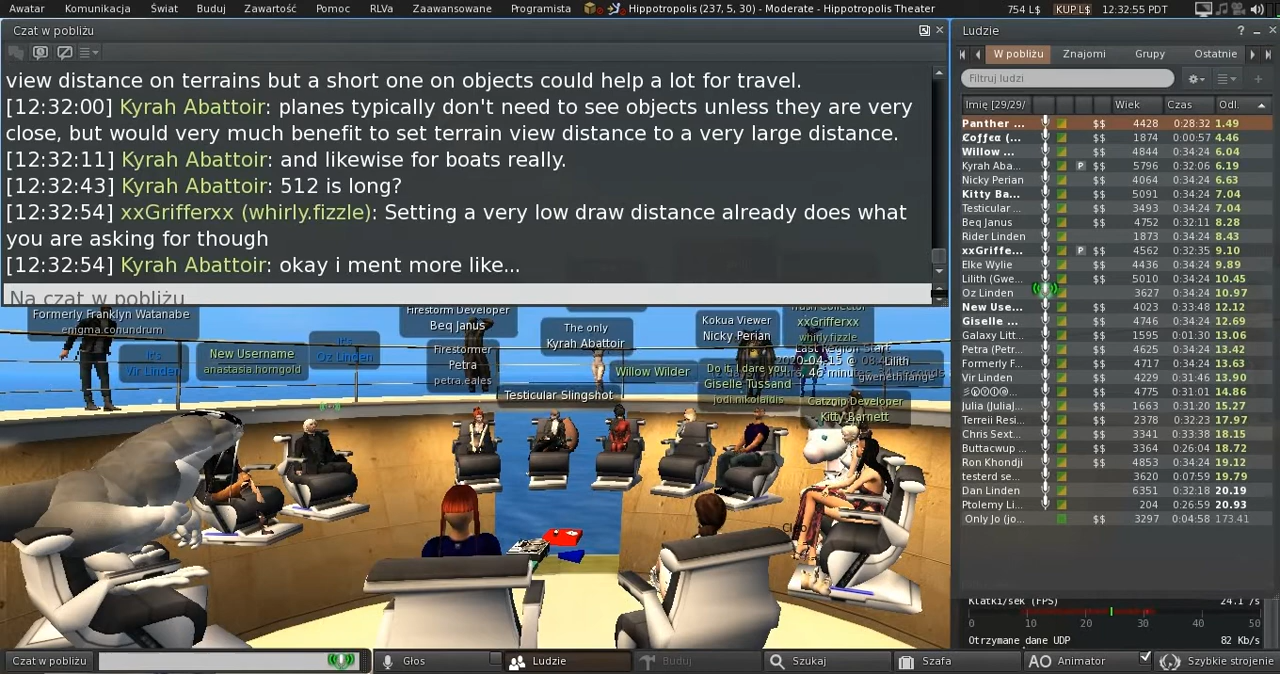 Awatar Komunikacja Świat Buduj Zawartość Pomoc RLVa Zaawansowane Programista Hippotropolis (237, 5, 30) - Moderate - Hippotropolis Theater 754 L$ KUP L$ 12:32:55 PDT
Czat w pobliżu
view distance on terrains but a short one on objects could help a lot for travel.
[12:32:00] Kyrah Abattoir: planes typically don't need to see objects unless they are very
close, but would very much benefit to set terrain view distance to a very large distance.
[12:32:11] Kyrah Abattoir: and likewise for boats really.
[12:32:43] Kyrah Abattoir: 512 is long?
[12:32:54] xxGrifferxx (whirly.fizzle): Setting a very low draw distance already does what
you are asking for though
[12:32:54] Kyrah Abattoir: okay i ment more like...
Na czat w pobliżu
Formerly Franklyn Watanabe
enigma.conundrum
It's
Vir Linden
New Username
anastasia.horngold
It's
Oz Linden
Firestorm Developer
Beq Janus
Firestormer
Petra
petra.eales
The only
Kyrah Abattoir
Testicular Slingshot
Willow Wilder
Kokua Viewer
Nicky Perian
Do it, I dare you
Giselle Tussand
jodi.nikolaidis
xxGrifferxx
whirly.fizzle
Last Region Start
Lilith
gweneth.fange
Catznip Developer
Kitty Barnett
Ludzie
W pobliżu Znajomi Grupy Ostatnie
Filtruj ludzi
Imię [29/29/ Wiek Czas Odl.
Panther ... $$ 4428 0:28:32 1.49
Coffee (... $$ 1874 0:00:57 4.46
Willow ... $$ 4844 0:34:24 6.04
Kyrah Aba... P $$ 5796 0:32:06 6.19
Nicky Perian $$ 4064 0:34:24 6.63
Kitty Ba... $$ 5091 0:34:24 7.04
Testicular ... $$ 3493 0:34:24 7.04
Beq Janus $$ 4752 0:32:11 8.28
Rider Linden 1873 0:34:24 8.43
xxGriffe... P $$ 4562 0:32:35 9.10
Elke Wylie $$ 4436 0:34:24 9.89
Lilith (Gwe... $$ 5010 0:34:24 10.45
Oz Linden 3627 0:34:24 10.97
New Use... $$ 4023 0:33:48 12.12
Giselle ... $$ 4746 0:34:24 12.69
Galaxy Litt... $$ 1595 0:01:30 13.06
Petra (Petr... $$ 4625 0:34:24 13.42
Formerly F... $$ 4717 0:34:24 13.63
Vir Linden $$ 4229 0:31:46 13.90
$$ 4775 0:31:01 14.86
Julia (JuliaJ... $$ 1663 0:31:20 15.27
Terreii Resi... $$ 2378 0:32:23 17.97
Chris Sext... $$ 3341 0:33:38 18.15
Buttacwup ... $$ 3364 0:26:04 18.72
Ron Khondji $$ 4853 0:34:24 19.12
testerd se... 3620 0:07:59 19.79
Dan Linden 6351 0:32:18 20.19
Ptolemy Li... 204 0:26:59 20.93
Only Jo (jo... $$ 3297 0:04:58 173.41
Klatki/sek (FPS) 24.1 /s
0 10 20 30 40 50
Otrzymane dane UDP 82 Kb/s
Czat w pobliżu Głos Ludzie Buduj Szukaj Szafa AO Animator Szybkie strojenie